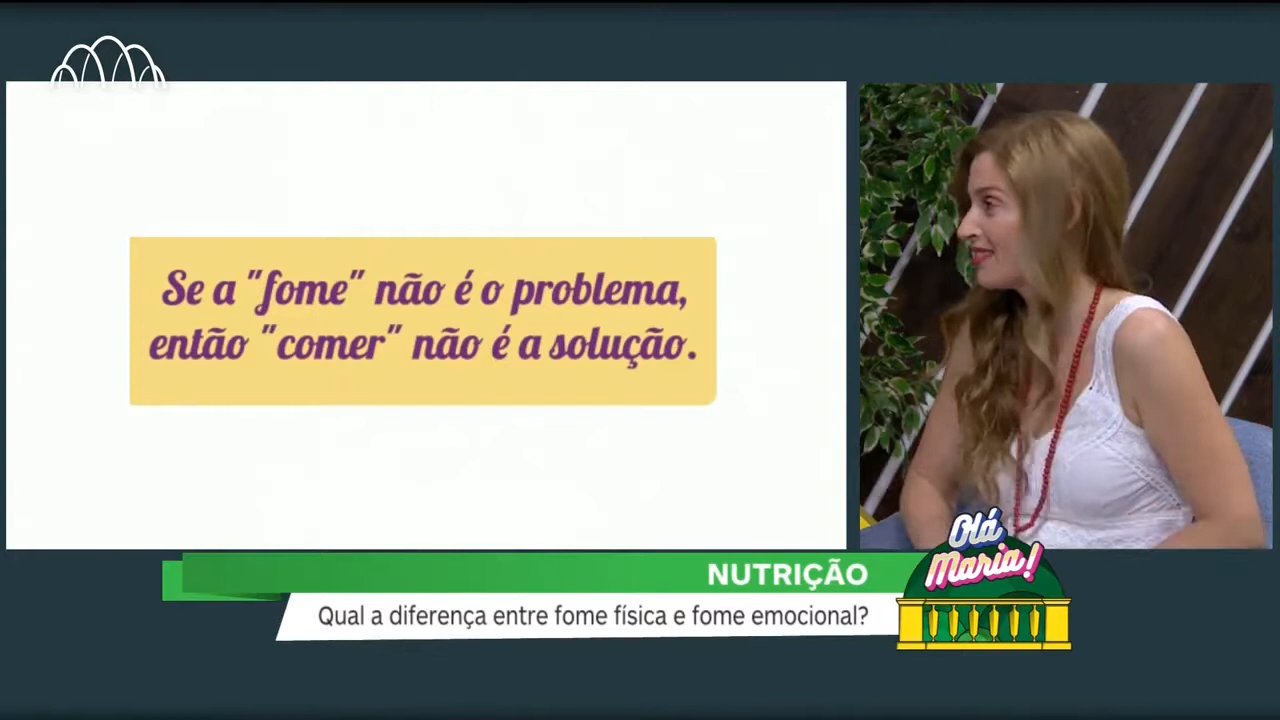 Se a "fome" não é o problema,
então "comer" não é a solução.
NUTRIÇÃO
Qual a diferença entre fome física e fome emocional?
Olá
Maria!